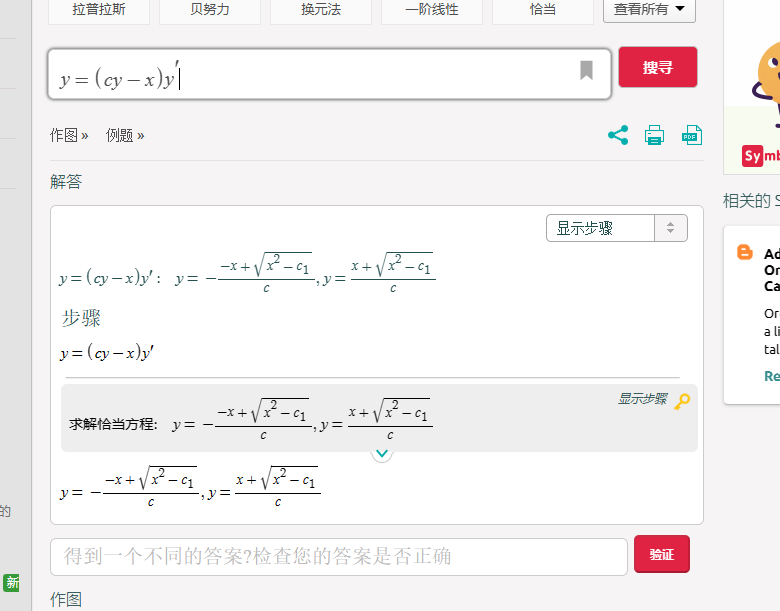 拉普拉斯 贝努力 换元法 一阶线性 恰当 查看所有
y = (cy − x)y′ 搜寻
作图 » 例题 »
PDF
Sy
解答
相关的 S
显示步骤
y = (cy − x)y′ : y = −\frac{−x + \sqrt{x^2 − c_1}}{c}, y = \frac{x + \sqrt{x^2 − c_1}}{c}
步骤
y = (cy − x)y′
Ad
Or
Ca
Or
a li
tal
Re
显示步骤
求解恰当方程: y = −\frac{−x + \sqrt{x^2 − c_1}}{c}, y = \frac{x + \sqrt{x^2 − c_1}}{c}
y = −\frac{−x + \sqrt{x^2 − c_1}}{c}, y = \frac{x + \sqrt{x^2 − c_1}}{c}
的
得到一个不同的答案?检查您的答案是否正确 验证
新
作图